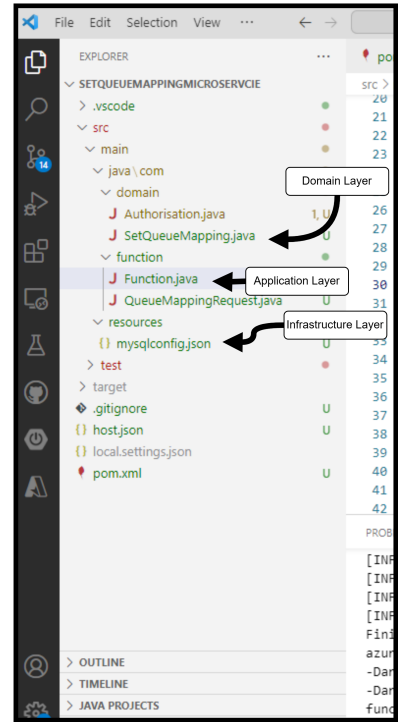 File Edit Selection View ... ← →
EXPLORER ...
SETQUEUEMAPPINGMICROSERVCIE
> .vscode
src
main
java\com
domain
J Authorisation.java 1, U
J SetQueueMapping.java U
function
J Function.java
J QueueMappingRequest.java U
resources
{} mysqlconfig.json U
> test
> target
.gitignore U
{} host.json U
{} local.settings.json
pom.xml U
> OUTLINE
> TIMELINE
> JAVA PROJECTS
14
Domain Layer
Application Layer
Infrastructure Layer
po
src >
20
21
22
23
26
27
28
29
30
31
33
34
35
36
37
38
39
40
41
42
PROB
[INF
[INF
[INF
[INF
Fini
azur
-Dar
-Dar
func